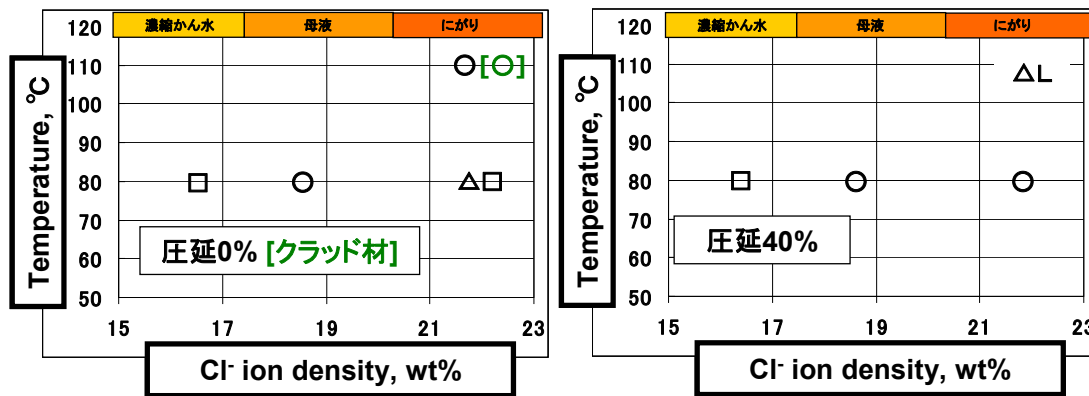 濃縮かん水 母液 にがり
120
110
100
90
80
70
60
50
15 17 19 21 23
Temperature, ℃
[○]
圧延0% [クラッド材]
Cl- ion density, wt%
濃縮かん水 母液 にがり
120
110
100
90
80
70
60
50
15 17 19 21 23
Temperature, ℃
△L
圧延40%
Cl- ion density, wt%